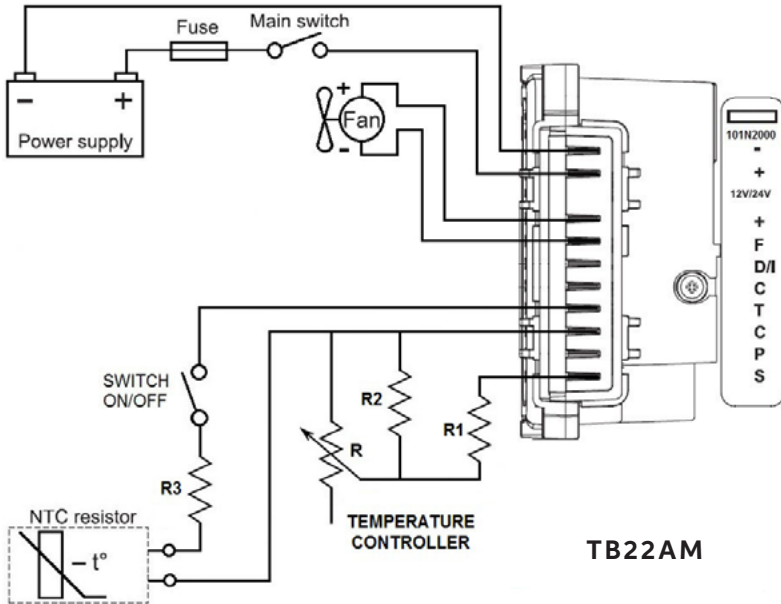 Fuse
Main switch
−
+
Power supply
+
Fan
-
101N2000
-
+
12V/24V
+
F
D/I
C
T
C
P
S
SWITCH
ON/OFF
R2
R1
R
R3
NTC resistor
– t°
TEMPERATURE
CONTROLLER
TB22AM